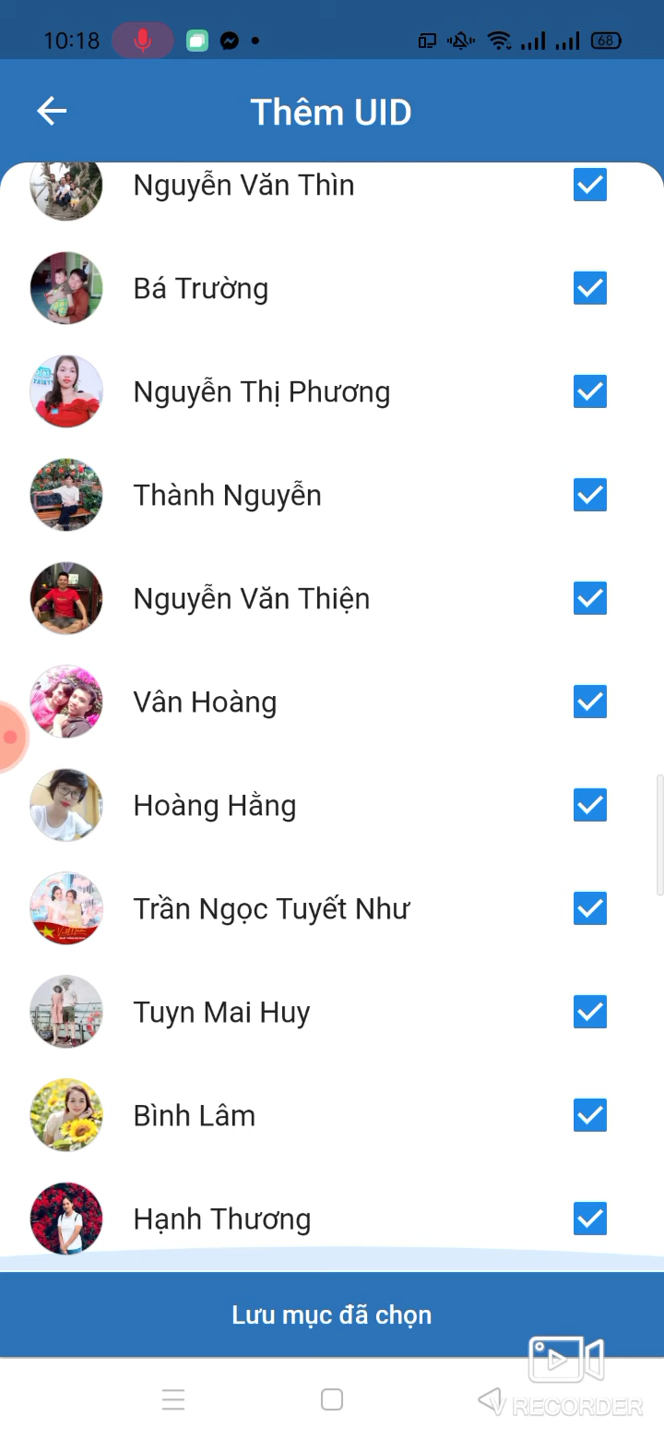 10:18
68
Thêm UID
Nguyễn Văn Thìn
Bá Trường
Nguyễn Thị Phương
Thành Nguyễn
Nguyễn Văn Thiện
Vân Hoàng
Hoàng Hằng
Trần Ngọc Tuyết Như
Tuyn Mai Huy
Bình Lâm
Hạnh Thương
Lưu mục đã chọn
V RECORDER